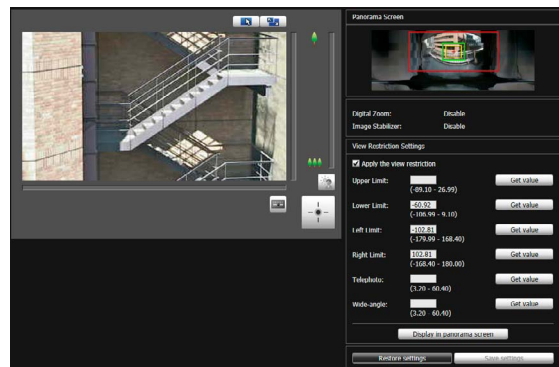 Panorama Screen
Digital Zoom: Disable
Image Stabilizer: Disable
View Restriction Settings
Apply the view restriction
Upper Limit: Get value
(-89.10 - 26.99)
Lower Limit: -60.92 Get value
(-106.99 - 9.10)
Left Limit: -102.81 Get value
(-179.99 - 168.40)
Right Limit: 102.81 Get value
(-168.40 - 180.00)
Telephoto: Get value
(3.20 - 60.40)
Wide-angle: Get value
(3.20 - 60.40)
Display in panorama screen
Restore settings Save settings